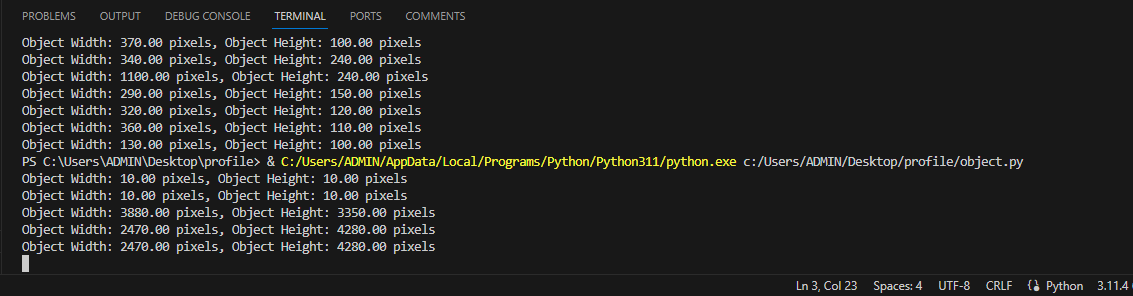 PROBLEMS OUTPUT DEBUG CONSOLE TERMINAL PORTS COMMENTS
Object Width: 370.00 pixels, Object Height: 100.00 pixels
Object Width: 340.00 pixels, Object Height: 240.00 pixels
Object Width: 1100.00 pixels, Object Height: 240.00 pixels
Object Width: 290.00 pixels, Object Height: 150.00 pixels
Object Width: 320.00 pixels, Object Height: 120.00 pixels
Object Width: 360.00 pixels, Object Height: 110.00 pixels
Object Width: 130.00 pixels, Object Height: 100.00 pixels
PS C:\Users\ADMIN\Desktop\profile> & C:/Users/ADMIN/AppData/Local/Programs/Python/Python311/python.exe c:/Users/ADMIN/Desktop/profile/object.py
Object Width: 10.00 pixels, Object Height: 10.00 pixels
Object Width: 10.00 pixels, Object Height: 10.00 pixels
Object Width: 3880.00 pixels, Object Height: 3350.00 pixels
Object Width: 2470.00 pixels, Object Height: 4280.00 pixels
Object Width: 2470.00 pixels, Object Height: 4280.00 pixels
Ln 3, Col 23 Spaces: 4 UTF-8 CRLF Python 3.11.4